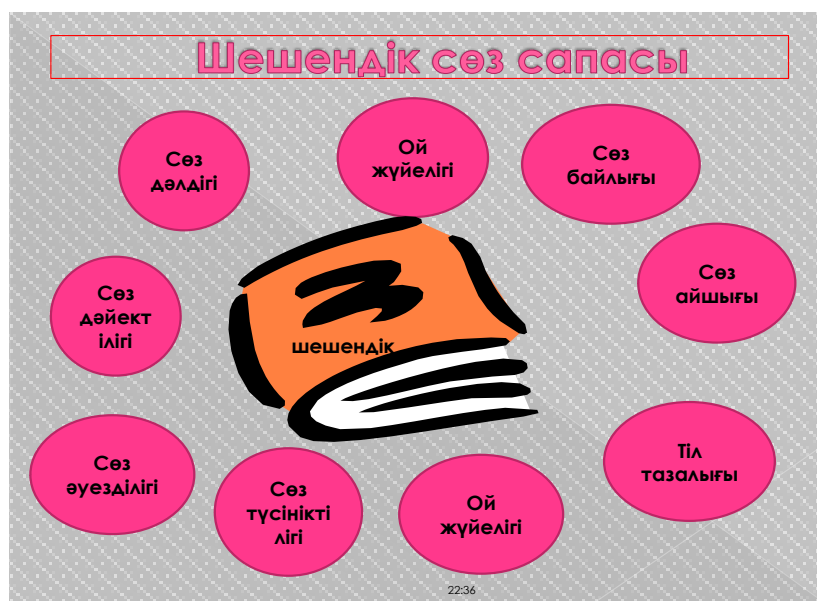 Шешендік сөз сапасы
Сөз
дәлдігі
Ой
жүйелігі
Сөз
байлығы
Сөз
айшығы
Сөз
дәйект
ілігі
шешендік
Сөз
әуезділігі
Сөз
түсінікті
лігі
Ой
жүйелігі
Тіл
тазалығы
22:36